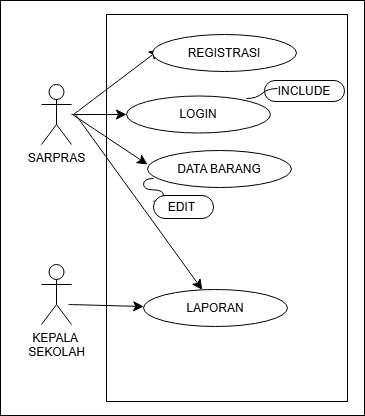 REGISTRASI
INCLUDE
LOGIN
SARPRAS
DATA BARANG
EDIT
LAPORAN
KEPALA
SEKOLAH